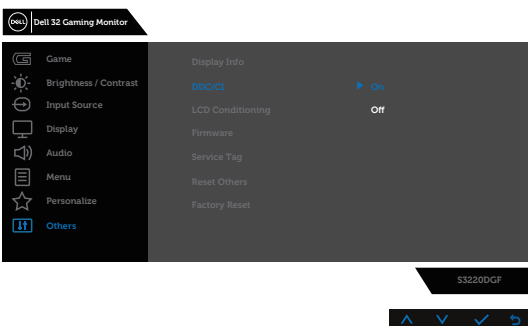 DELL Dell 32 Gaming Monitor
Game
Brightness / Contrast
Input Source
Display
Audio
Menu
Personalize
Others
Display Info
DDC/CI On
LCD Conditioning Off
Firmware
Service Tag
Reset Others
Factory Reset
S3220DGF